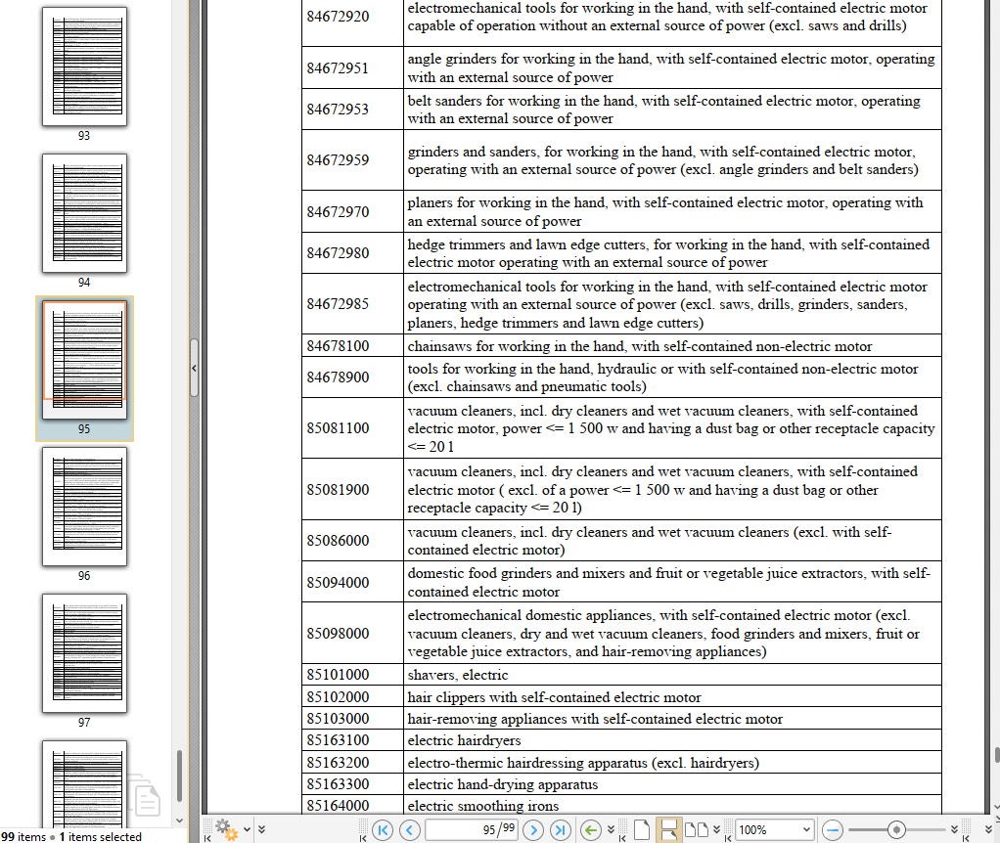 84672920
electromechanical tools for working in the hand, with self-contained electric motor
capable of operation without an external source of power (excl. saws and drills)
84672951
angle grinders for working in the hand, with self-contained electric motor, operating
with an external source of power
84672953
belt sanders for working in the hand, with self-contained electric motor, operating
with an external source of power
84672959
grinders and sanders, for working in the hand, with self-contained electric motor,
operating with an external source of power (excl. angle grinders and belt sanders)
84672970
planers for working in the hand, with self-contained electric motor, operating with
an external source of power
84672980
hedge trimmers and lawn edge cutters, for working in the hand, with self-contained
electric motor operating with an external source of power
84672985
electromechanical tools for working in the hand, with self-contained electric motor
operating with an external source of power (excl. saws, drills, grinders, sanders,
planers, hedge trimmers and lawn edge cutters)
84678100
chainsaws for working in the hand, with self-contained non-electric motor
84678900
tools for working in the hand, hydraulic or with self-contained non-electric motor
(excl. chainsaws and pneumatic tools)
85081100
vacuum cleaners, incl. dry cleaners and wet vacuum cleaners, with self-contained
electric motor, power <= 1 500 w and having a dust bag or other receptacle capacity
<= 20 l
85081900
vacuum cleaners, incl. dry cleaners and wet vacuum cleaners, with self-contained
electric motor ( excl. of a power <= 1 500 w and having a dust bag or other
receptacle capacity <= 20 l)
85086000
vacuum cleaners, incl. dry cleaners and wet vacuum cleaners (excl. with self-
contained electric motor)
85094000
domestic food grinders and mixers and fruit or vegetable juice extractors, with self-
contained electric motor
85098000
electromechanical domestic appliances, with self-contained electric motor (excl.
vacuum cleaners, dry and wet vacuum cleaners, food grinders and mixers, fruit or
vegetable juice extractors, and hair-removing appliances)
85101000
shavers, electric
85102000
hair clippers with self-contained electric motor
85103000
hair-removing appliances with self-contained electric motor
85163100
electric hairdryers
85163200
electro-thermic hairdressing apparatus (excl. hairdryers)
85163300
electric hand-drying apparatus
85164000
electric smoothing irons
93
94
95
96
97
99 items • 1 items selected
95/99
100%